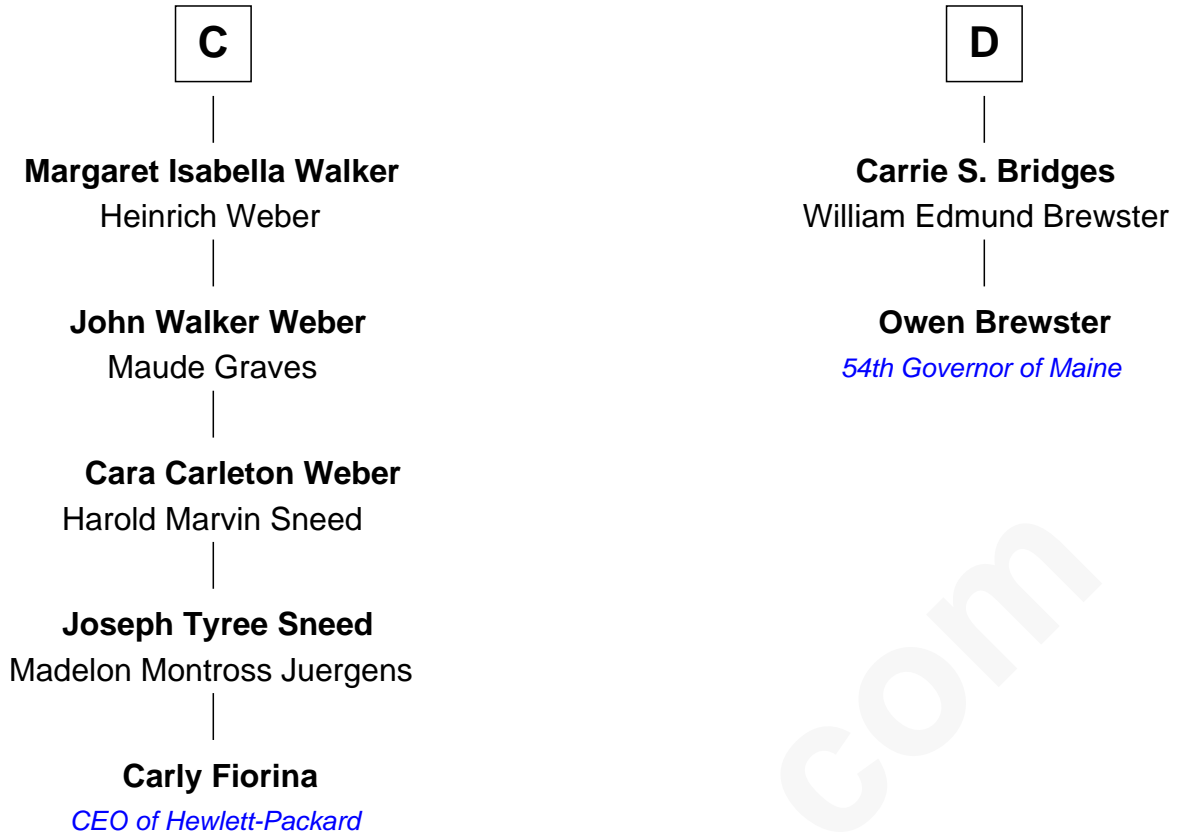 C
Margaret Isabella Walker
Heinrich Weber
John Walker Weber
Maude Graves
Cara Carleton Weber
Harold Marvin Sneed
Joseph Tyree Sneed
Madelon Montross Juergens
Carly Fiorina
CEO of Hewlett-Packard
D
Carrie S. Bridges
William Edmund Brewster
Owen Brewster
54th Governor of Maine
com